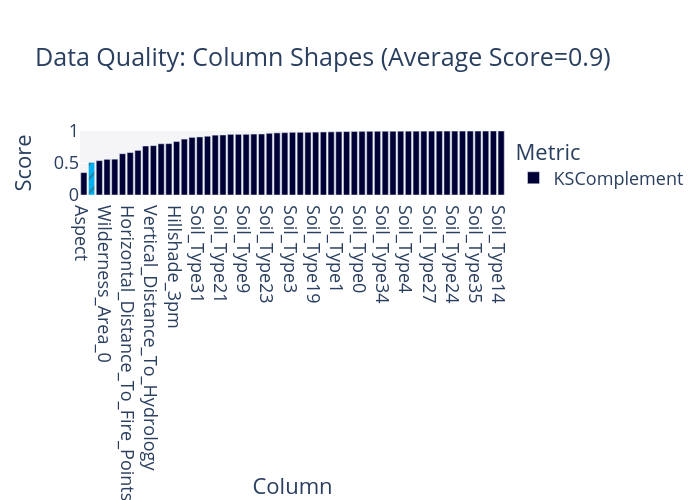 Data Quality: Column Shapes (Average Score=0.9)
Score
1
0.5
0
Metric
KSComplement
Aspect
Wilderness_Area_0
Horizontal_Distance_To_Fire_Points
Vertical_Distance_To_Hydrology
Hillshade_3pm
Soil_Type31
Soil_Type21
Soil_Type9
Soil_Type23
Soil_Type3
Soil_Type19
Soil_Type1
Soil_Type0
Soil_Type34
Soil_Type4
Soil_Type27
Soil_Type24
Soil_Type35
Soil_Type14
Column